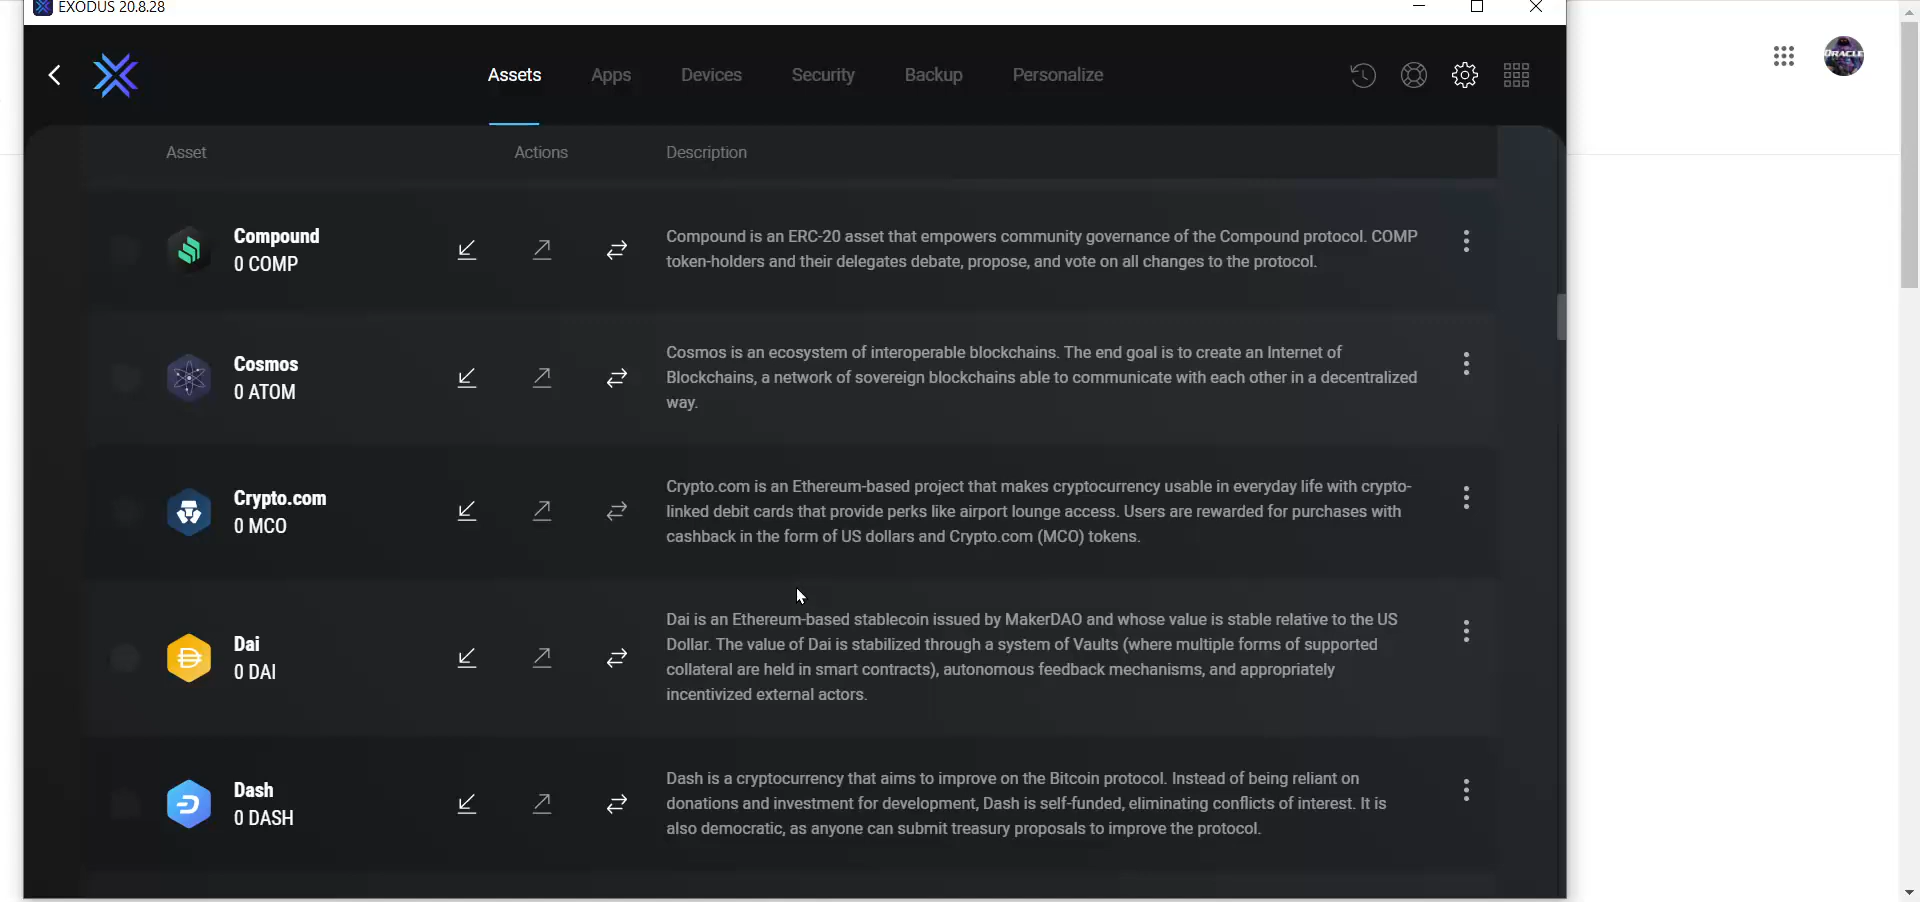 EXODUS 20.8.28
ORACLE
Assets
Apps
Devices
Security
Backup
Personalize
Asset
Actions
Description
Compound
0 COMP
Compound is an ERC-20 asset that empowers community governance of the Compound protocol. COMP
token-holders and their delegates debate, propose, and vote on all changes to the protocol.
Cosmos
0 ATOM
Cosmos is an ecosystem of interoperable blockchains. The end goal is to create an Internet of
Blockchains, a network of sovereign blockchains able to communicate with each other in a decentralized
way.
Crypto.com
0 MCO
Crypto.com is an Ethereum-based project that makes cryptocurrency usable in everyday life with crypto-
linked debit cards that provide perks like airport lounge access. Users are rewarded for purchases with
cashback in the form of US dollars and Crypto.com (MCO) tokens.
Dai
0 DAI
Dai is an Ethereum-based stablecoin issued by MakerDAO and whose value is stable relative to the US
Dollar. The value of Dai is stabilized through a system of Vaults (where multiple forms of supported
collateral are held in smart contracts), autonomous feedback mechanisms, and appropriately
incentivized external actors.
Dash
0 DASH
Dash is a cryptocurrency that aims to improve on the Bitcoin protocol. Instead of being reliant on
donations and investment for development, Dash is self-funded, eliminating conflicts of interest. It is
also democratic, as anyone can submit treasury proposals to improve the protocol.